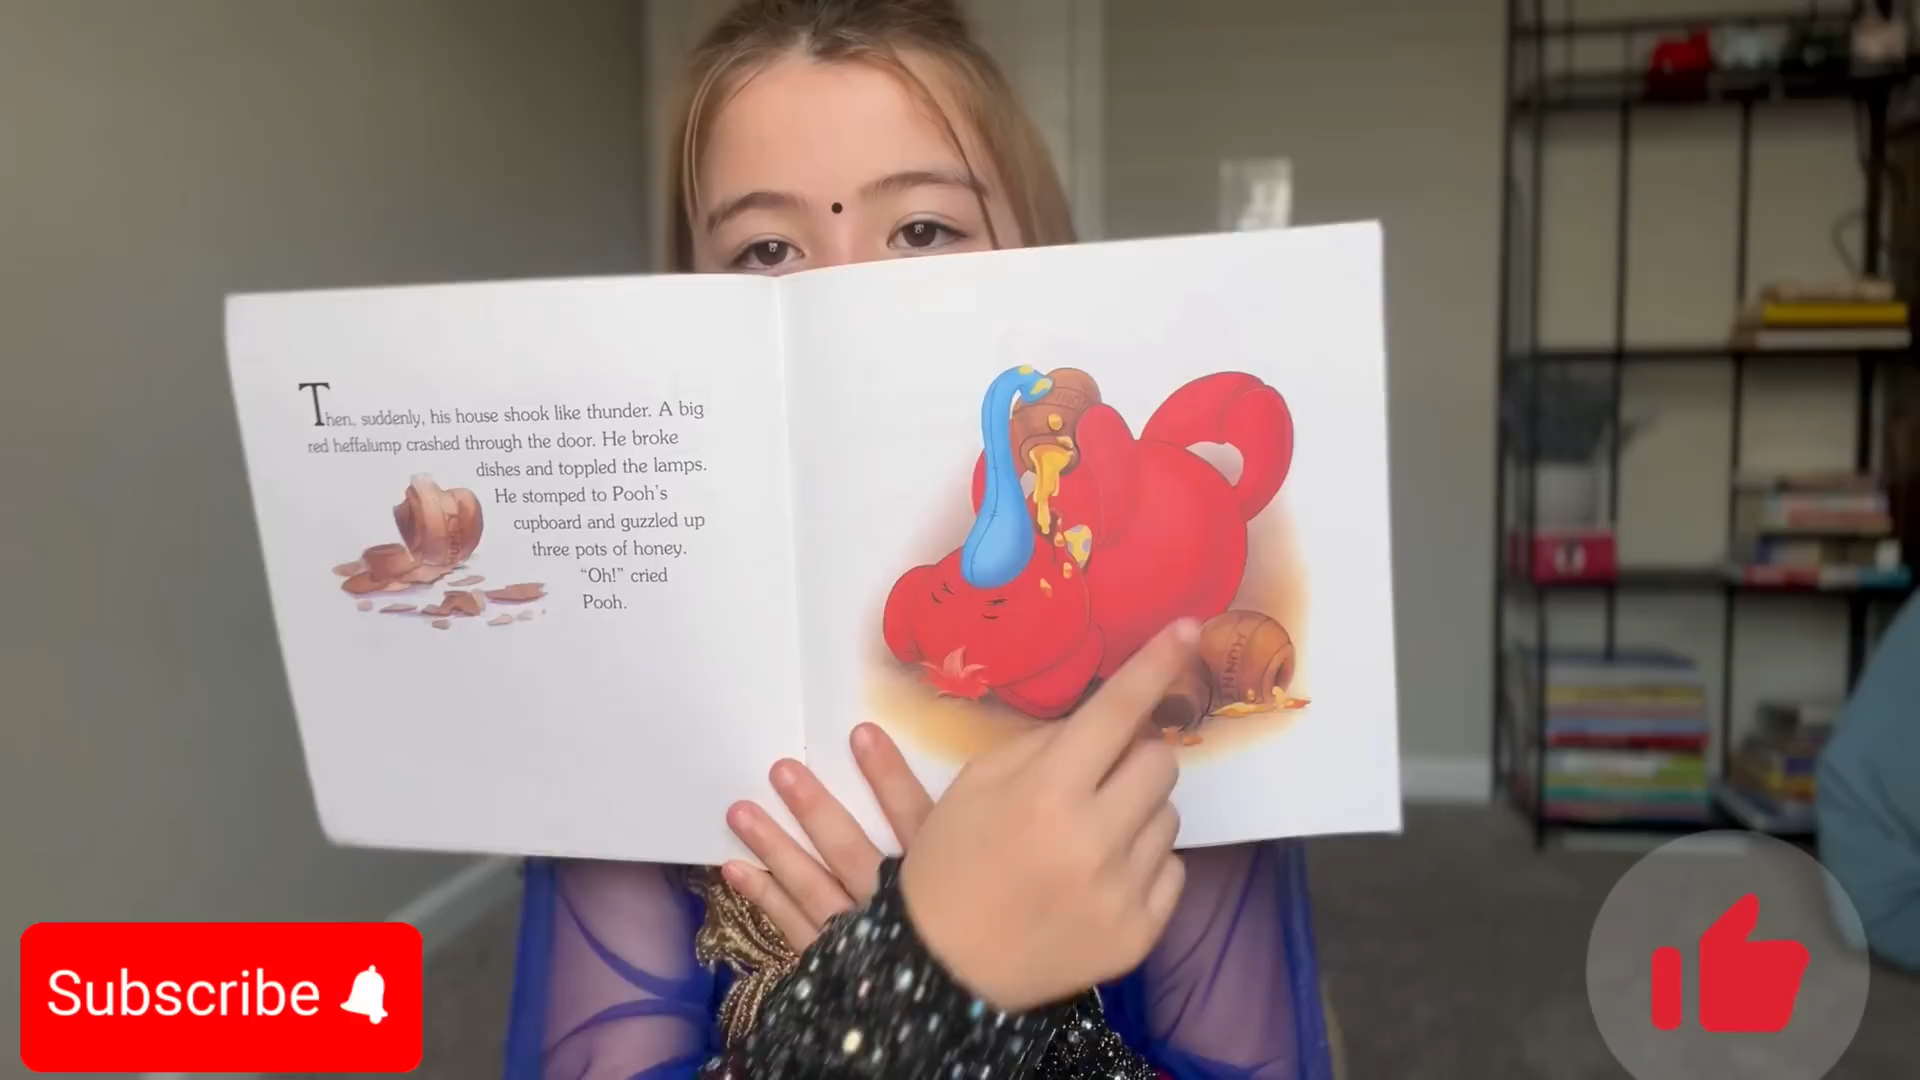 Then, suddenly, his house shook like thunder. A big
red heffalump crashed through the door. He broke
dishes and toppled the lamps.
He stomped to Pooh's
cupboard and guzzled up
three pots of honey.
"Oh!" cried
Pooh.
HUNNY
Subscribe